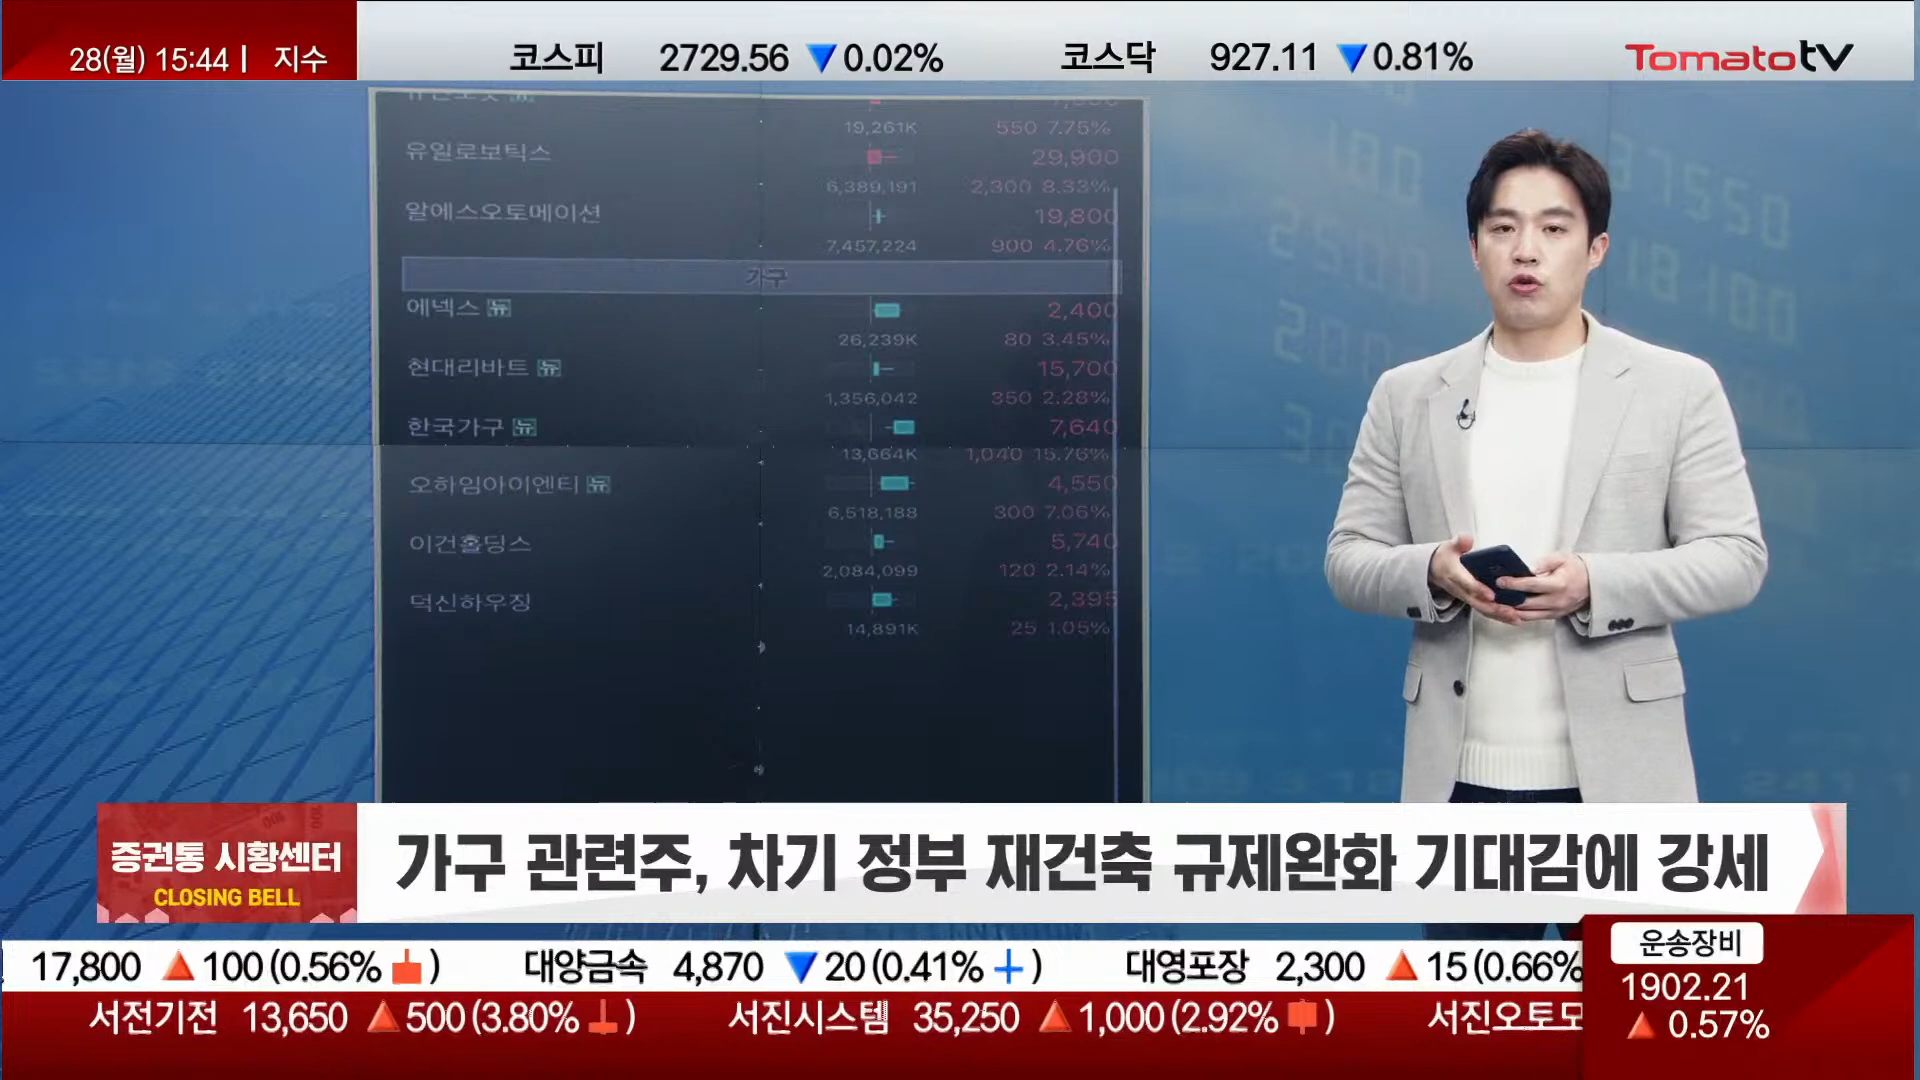 28(월) 15:44 | 지수
코스피 2729.56 ▼0.02%
코스닥 927.11 ▼0.81%
Tomatotv
19,261K 550 7.75%
유일로보틱스 29,900
6,389,191 2,300 8.33%
알에스오토메이션 19,800
7,457,224 900 4.76%
가구
에넥스 뉴 2,400
26,239K 80 3.45%
현대리바트 뉴 15,700
1,356,042 350 2.28%
한국가구 뉴 7,640
13,664K 1,040 15.76%
오하임아이엔티 뉴 4,550
6,518,188 300 7.06%
이건홀딩스 5,740
2,084,099 120 2.14%
덕신하우징 2,395
14,891K 25 1.05%
증권통 시황센터
CLOSING BELL
가구 관련주, 차기 정부 재건축 규제완화 기대감에 강세
17,800 ▲100(0.56% ) 대양금속 4,870 ▼20(0.41% ) 대영포장 2,300 ▲15(0.66%
서전기전 13,650 ▲500(3.80% ) 서진시스템 35,250 ▲1,000(2.92% ) 서진오토모
운송장비
1902.21
▲ 0.57%